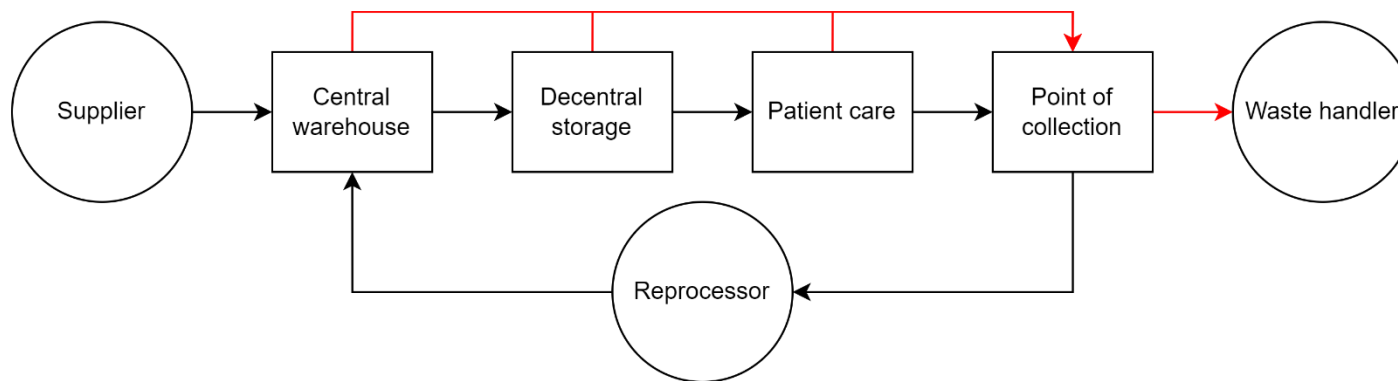 Supplier
Central
warehouse
Decentral
storage
Patient care
Point of
collection
Waste handler
Reprocessor